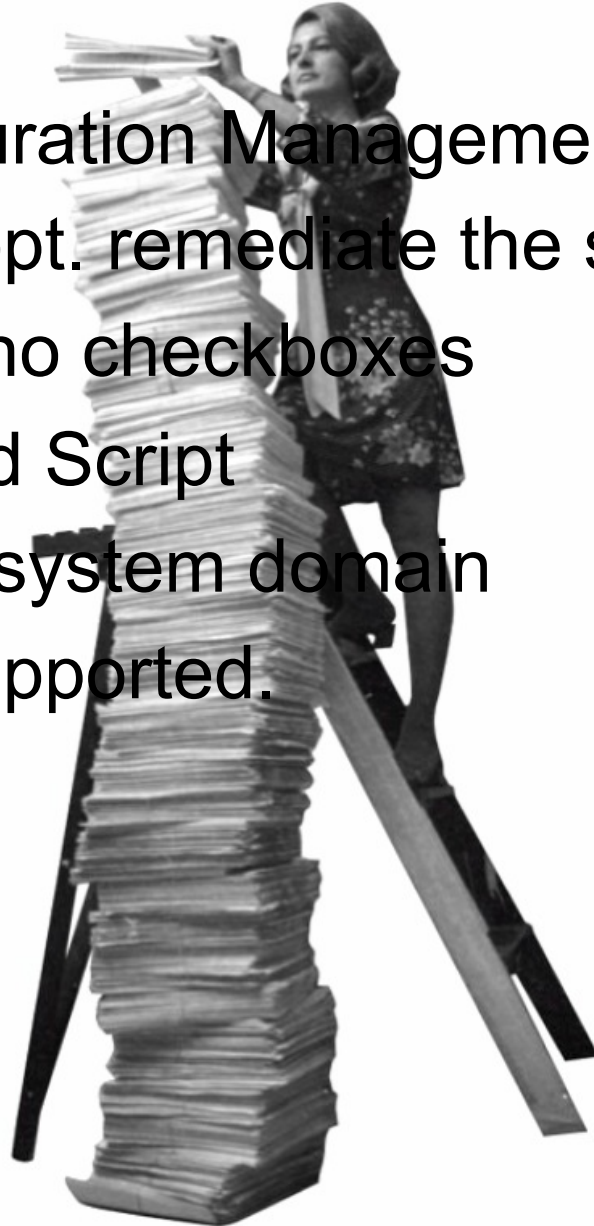 uration Manageme
pt. remediate the s
no checkboxes
d Script
system domain
pported.